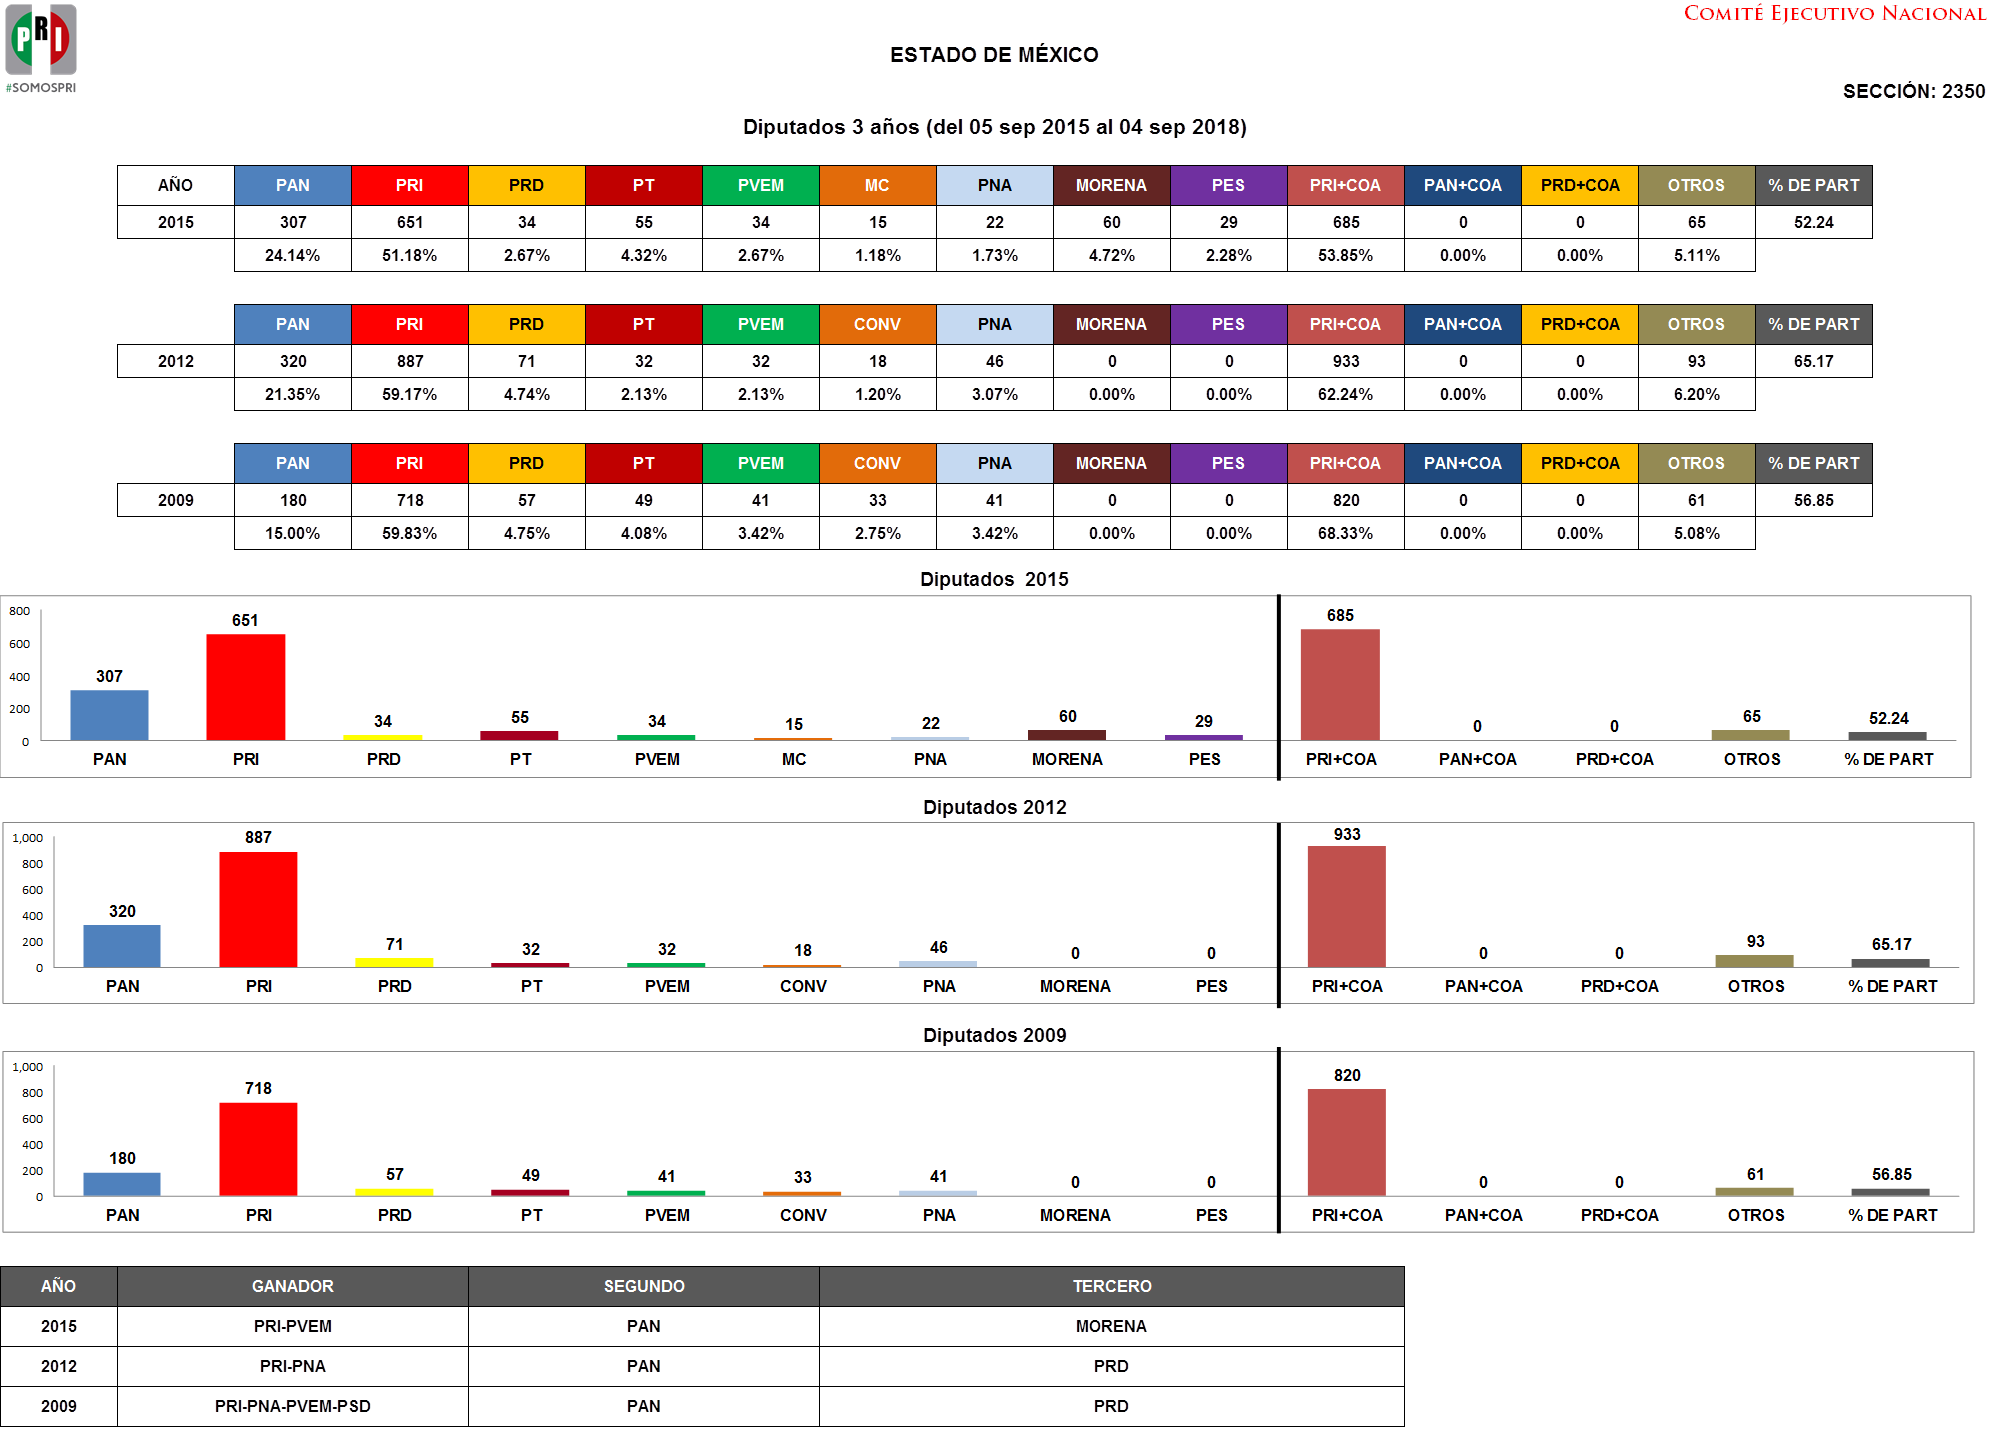 PRI
#SOMOSPRI
COMITÉ EJECUTIVO NACIONAL
ESTADO DE MÉXICO
SECCIÓN: 2350
Diputados 3 años (del 05 sep 2015 al 04 sep 2018)
AÑO PAN PRI PRD PT PVEM MC PNA MORENA PES PRI+COA PAN+COA PRD+COA OTROS % DE PART
2015 307 651 34 55 34 15 22 60 29 685 0 0 65 52.24
24.14% 51.18% 2.67% 4.32% 2.67% 1.18% 1.73% 4.72% 2.28% 53.85% 0.00% 0.00% 5.11%
PAN PRI PRD PT PVEM CONV PNA MORENA PES PRI+COA PAN+COA PRD+COA OTROS % DE PART
2012 320 887 71 32 32 18 46 0 0 933 0 0 93 65.17
21.35% 59.17% 4.74% 2.13% 2.13% 1.20% 3.07% 0.00% 0.00% 62.24% 0.00% 0.00% 6.20%
PAN PRI PRD PT PVEM CONV PNA MORENA PES PRI+COA PAN+COA PRD+COA OTROS % DE PART
2009 180 718 57 49 41 33 41 0 0 820 0 0 61 56.85
15.00% 59.83% 4.75% 4.08% 3.42% 2.75% 3.42% 0.00% 0.00% 68.33% 0.00% 0.00% 5.08%
Diputados 2015
800
600
400
200
0
307 651 34 55 34 15 22 60 29 685 0 0 65 52.24
PAN PRI PRD PT PVEM MC PNA MORENA PES PRI+COA PAN+COA PRD+COA OTROS % DE PART
Diputados 2012
1,000
800
600
400
200
0
320 887 71 32 32 18 46 0 0 933 0 0 93 65.17
PAN PRI PRD PT PVEM CONV PNA MORENA PES PRI+COA PAN+COA PRD+COA OTROS % DE PART
Diputados 2009
1,000
800
600
400
200
0
180 718 57 49 41 33 41 0 0 820 0 0 61 56.85
PAN PRI PRD PT PVEM CONV PNA MORENA PES PRI+COA PAN+COA PRD+COA OTROS % DE PART
AÑO GANADOR SEGUNDO TERCERO
2015 PRI-PVEM PAN MORENA
2012 PRI-PNA PAN PRD
2009 PRI-PNA-PVEM-PSD PAN PRD